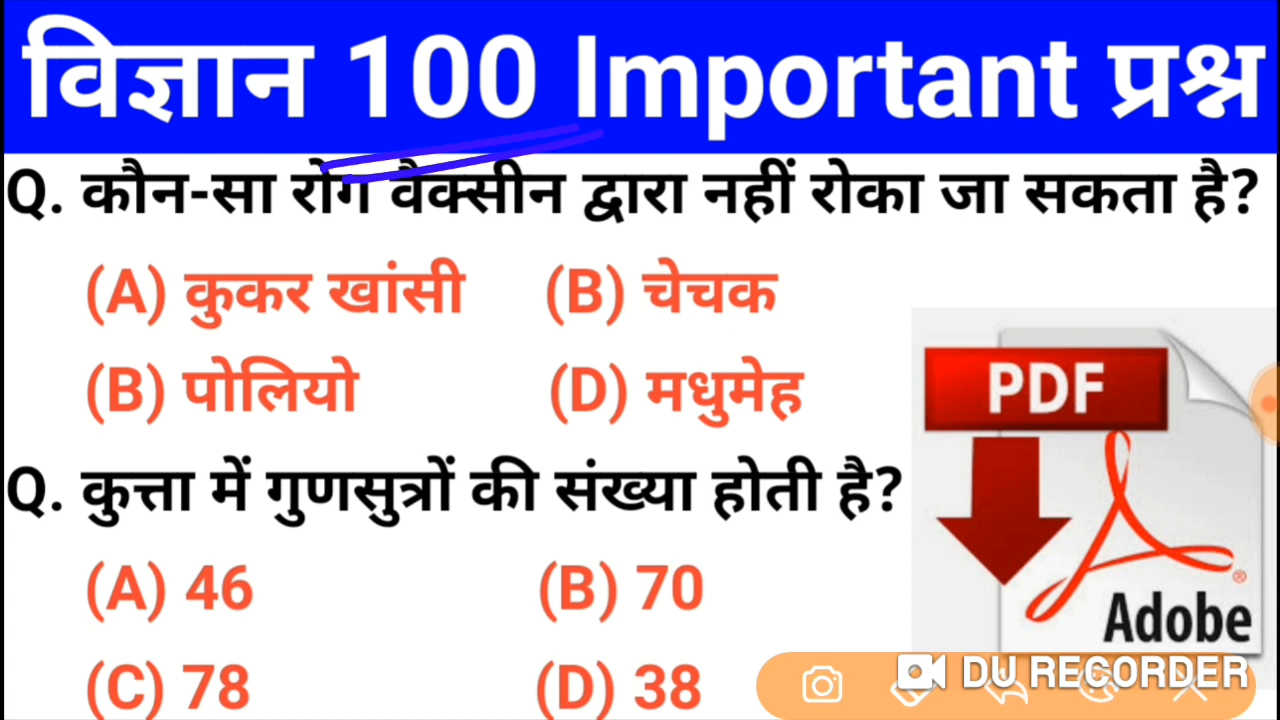 विज्ञान 100 Important प्रश्न
Q. कौन-सा रोग वैक्सीन द्वारा नहीं रोका जा सकता है?
(A) कुकर खांसी (B) चेचक
(B) पोलियो (D) मधुमेह
PDF
Q. कुत्ता में गुणसुत्रों की संख्या होती है?
(A) 46 (B) 70
Adobe
(C) 78 (D) 38
DU RECORDER